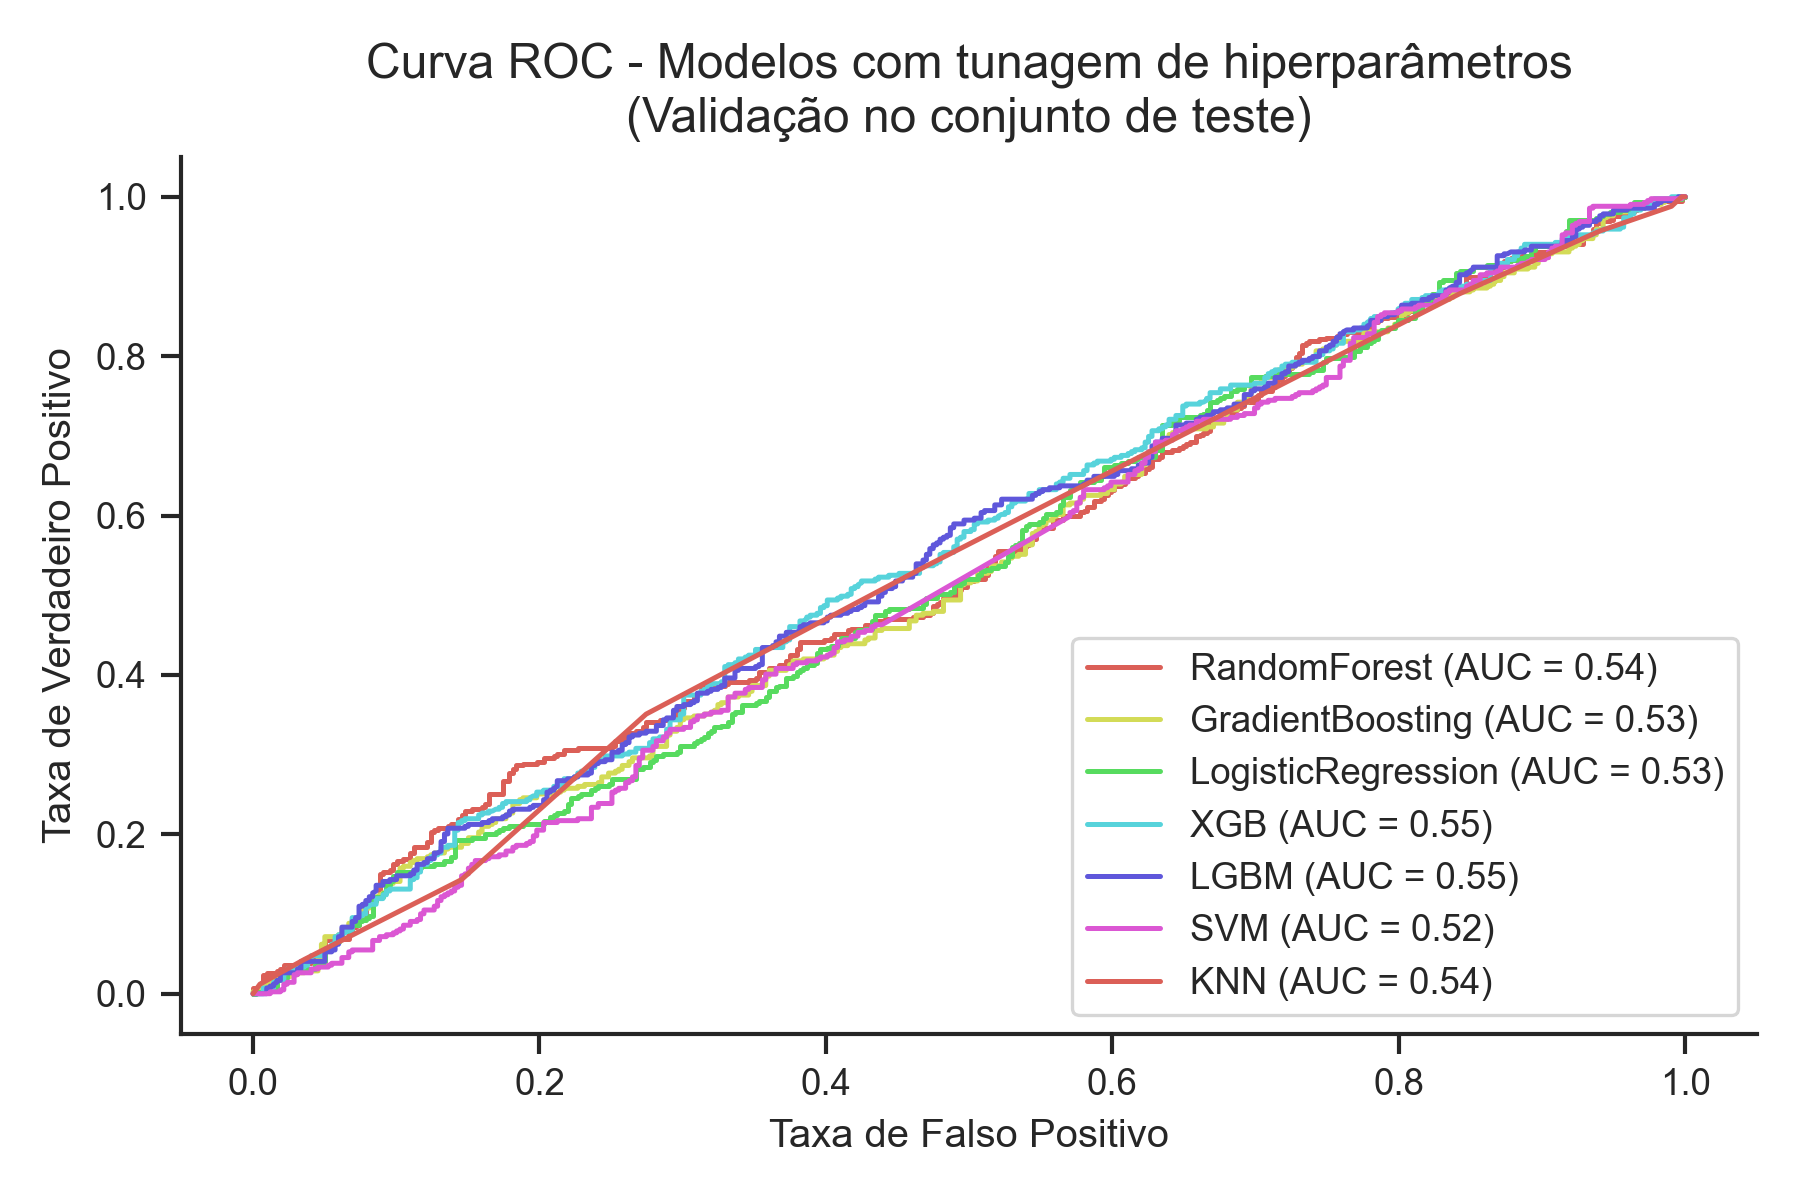 Curva ROC - Modelos com tunagem de hiperparâmetros
(Validação no conjunto de teste)
Taxa de Verdadeiro Positivo
1.0
0.8
0.6
0.4
0.2
0.0
RandomForest (AUC = 0.54)
GradientBoosting (AUC = 0.53)
LogisticRegression (AUC = 0.53)
XGB (AUC = 0.55)
LGBM (AUC = 0.55)
SVM (AUC = 0.52)
KNN (AUC = 0.54)
0.0 0.2 0.4 0.6 0.8 1.0
Taxa de Falso Positivo